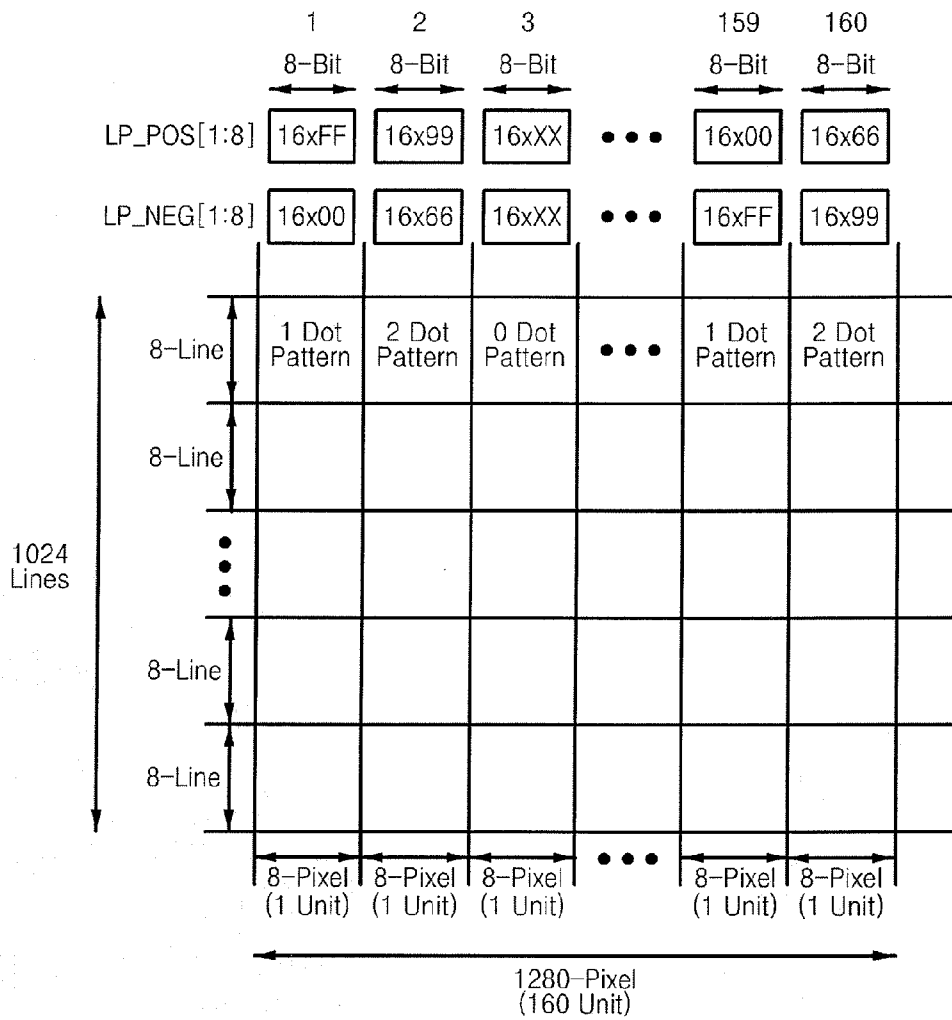 1 2 3 159 160
8-Bit 8-Bit 8-Bit 8-Bit 8-Bit
LP_POS[1:8] 16xFF 16x99 16xXX 16x00 16x66
LP_NEG[1:8] 16x00 16x66 16xXX 16xFF 16x99
8-Line
1 Dot Pattern
2 Dot Pattern
0 Dot Pattern
1 Dot Pattern
2 Dot Pattern
8-Line
1024 Lines
8-Line
8-Line
8-Pixel (1 Unit)
8-Pixel (1 Unit)
8-Pixel (1 Unit)
8-Pixel (1 Unit)
8-Pixel (1 Unit)
1280-Pixel
(160 Unit)